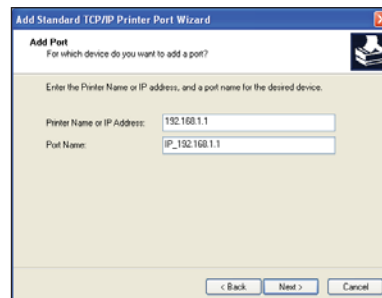 Add Standard TCP/IP Printer Port Wizard
Add Port
For which device do you want to add a port?
Enter the Printer Name or IP address, and a port name for the desired device.
Printer Name or IP Address: 192.168.1.1
Port Name: IP_192.168.1.1
< Back Next > Cancel